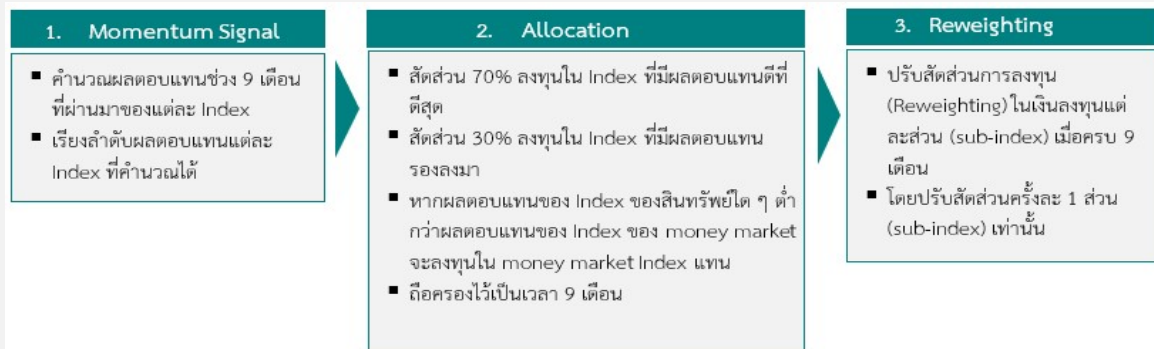 1. Momentum Signal
■ คำนวณผลตอบแทนช่วง 9 เดือน
ที่ผ่านมาของแต่ละ Index
■ เรียงลำดับผลตอบแทนแต่ละ
Index ที่คำนวณได้
2. Allocation
■ สัดส่วน 70% ลงทุนใน Index ที่มีผลตอบแทนดีที่
ดีสุด
■ สัดส่วน 30% ลงทุนใน Index ที่มีผลตอบแทน
รองลงมา
■ หากผลตอบแทนของ Index ของสินทรัพย์ใด ๆ ต่ำ
กว่าผลตอบแทนของ Index ของ money market
จะลงทุนใน money market Index แทน
■ ถือครองไว้เป็นเวลา 9 เดือน
3. Reweighting
■ ปรับสัดส่วนการลงทุน
(Reweighting) ในเงินลงทุนแต่
ละส่วน (sub-index) เมื่อครบ 9
เดือน
■ โดยปรับสัดส่วนครั้งละ 1 ส่วน
(sub-index) เท่านั้น